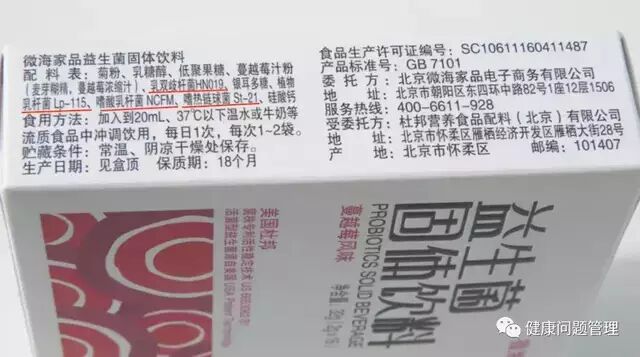 微海家品益生菌固体饮料
配 料 表：菊粉、乳糖醇、低聚果糖、蔓越莓汁粉
（麦芽糊精，蔓越莓浓缩汁）、乳双歧杆菌HN019、银耳多糖、植物
乳杆菌 Lp-115、嗜酸乳杆菌 NCFM、嗜热链球菌 St-21、硅酸钙
食用方法：加入到20mL、37℃以下温水或牛奶等
流质食品中冲调饮用，每日1次，每次1~2袋。
贮藏条件：常温、阴凉干燥处保存。
生产日期：见盒顶 保质期：18个月
食品生产许可证编号：SC10611160411487
产品标准号：GB 7101
委 托 方：北京微海家品电子商务有限公司
地 址：北京市朝阳区东四环中路82号1座12层1505
服务热线：400-6611-928
受委托方：杜邦营养食品配料（北京）有限公司
地 址：北京市怀柔区雁栖经济开发区雁栖大街28号
产 地：北京市怀柔区 邮编：101407
益生菌
固体饮料
PROBIOTICS SOLID BEVERAGE
蔓越莓风味
美国杜邦
健康问题管理